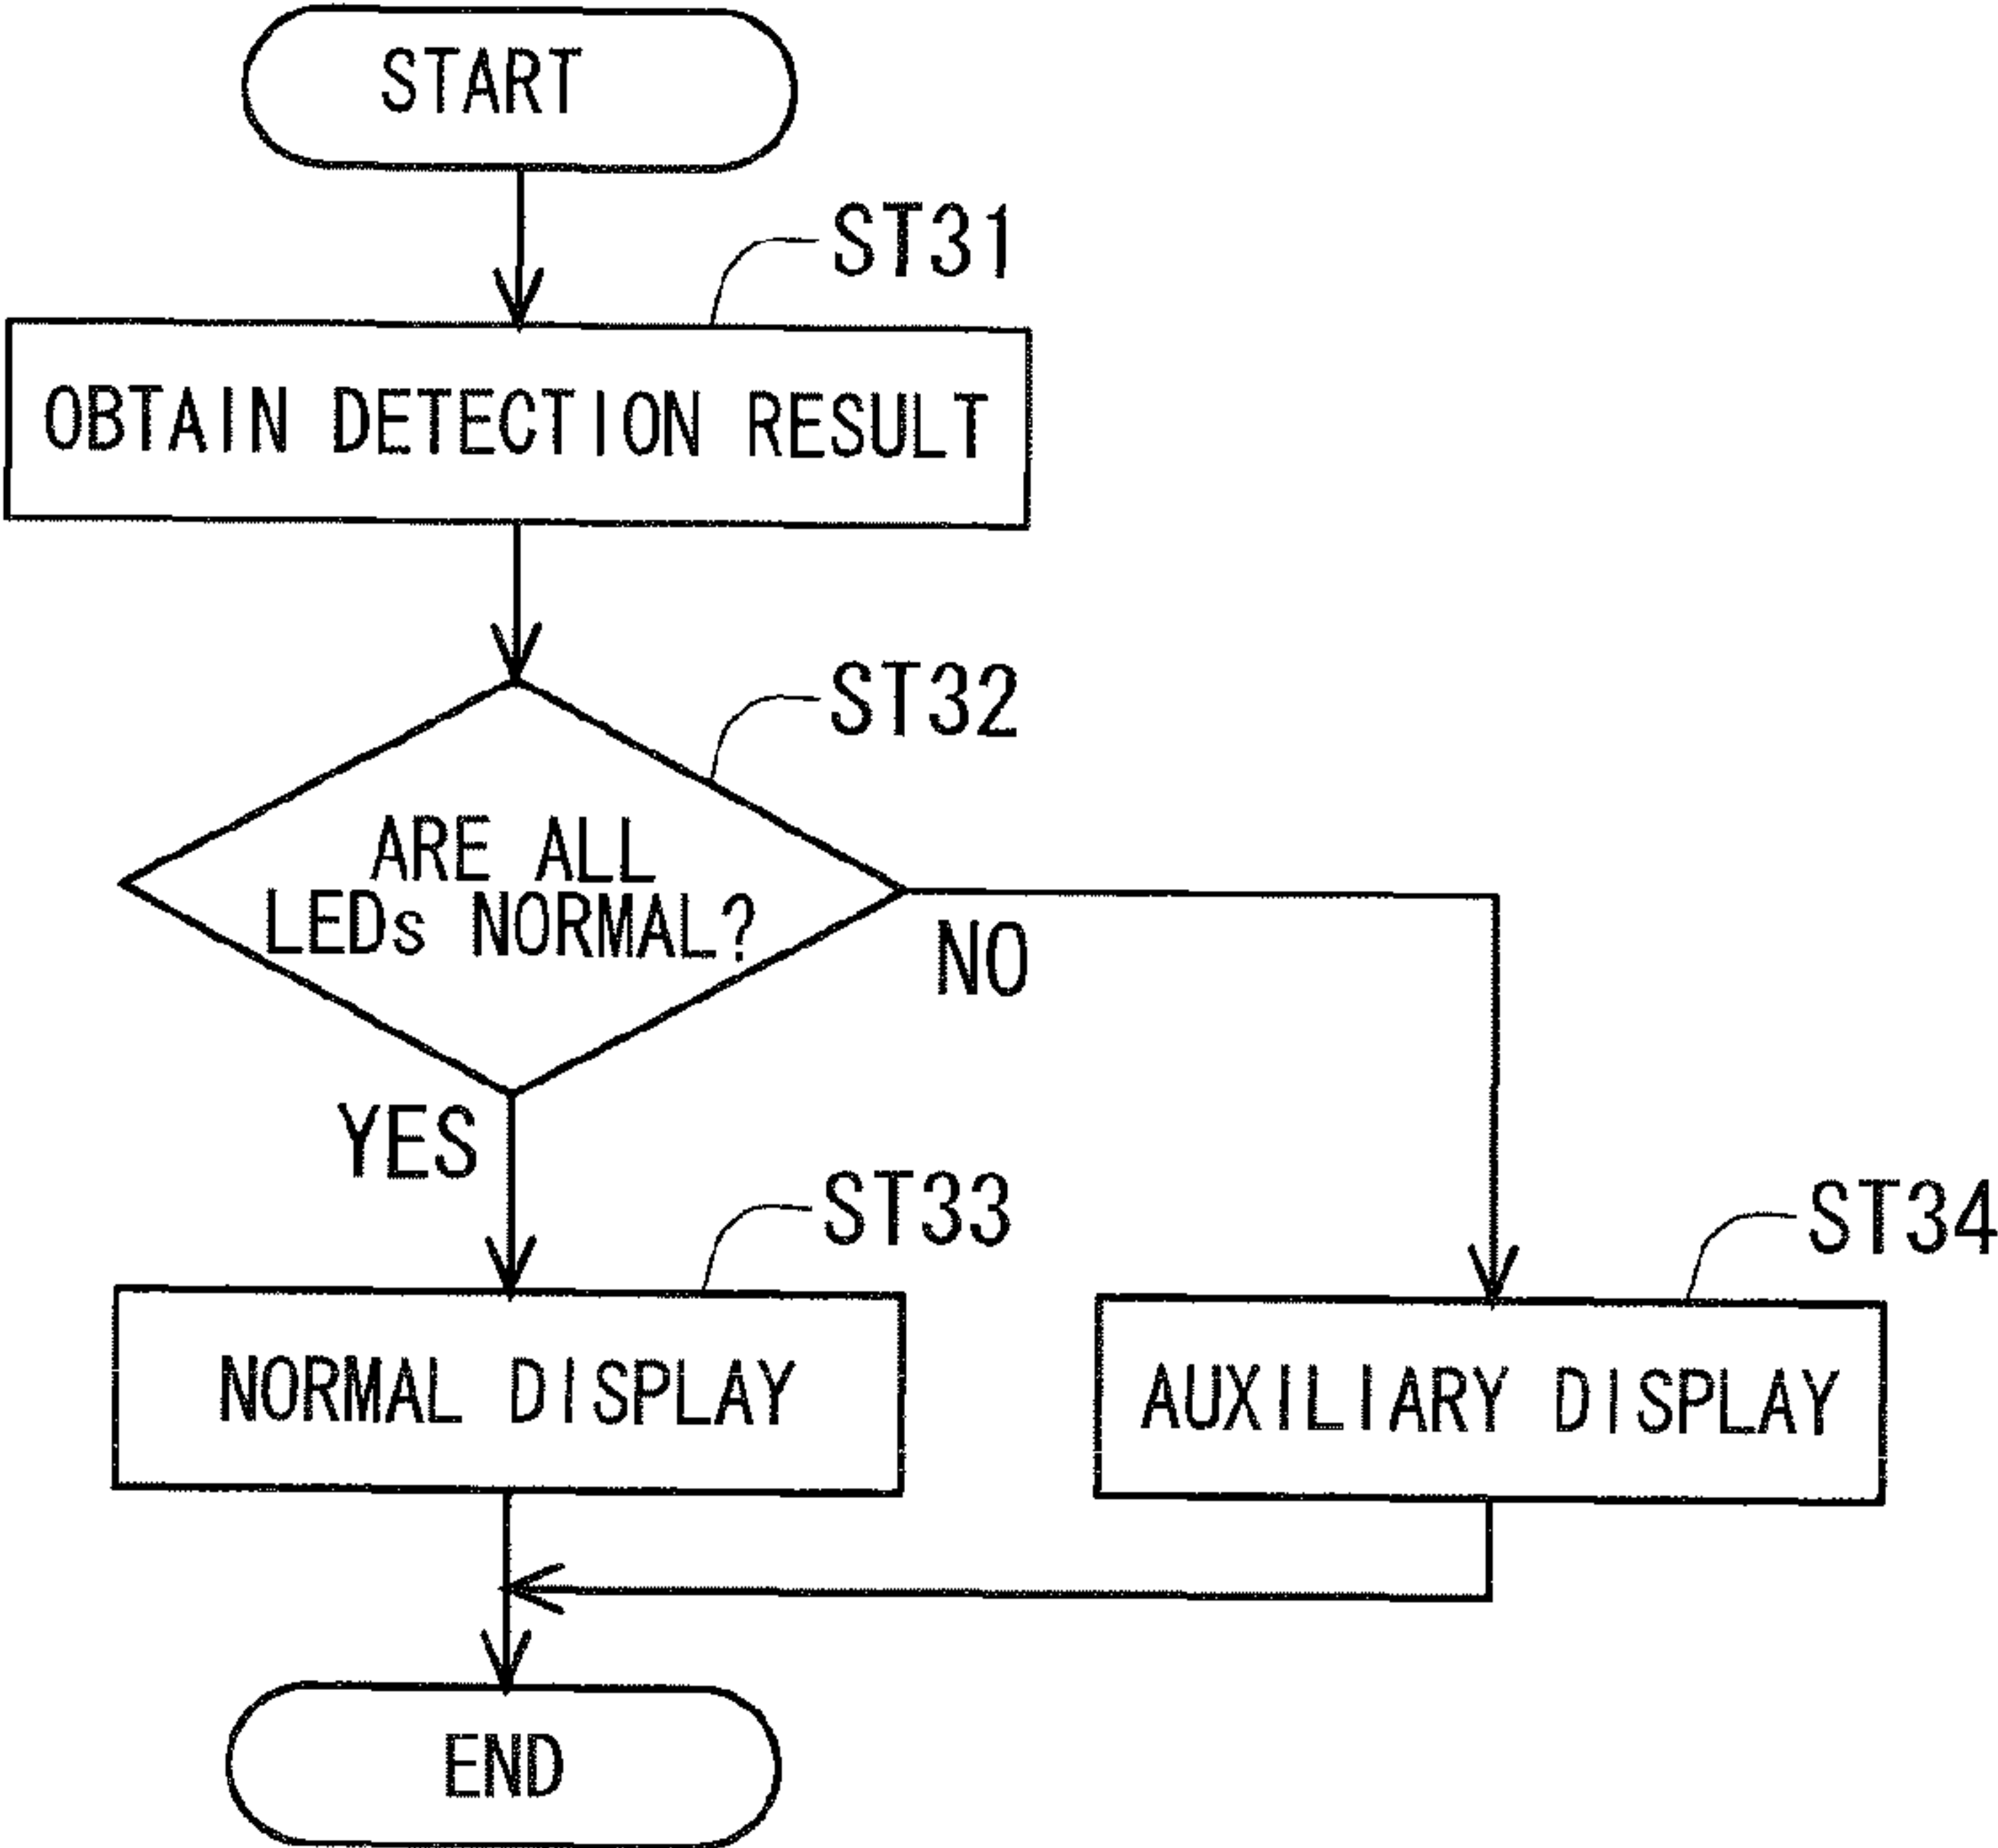 START
ST31
OBTAIN DETECTION RESULT
ST32
ARE ALL
LEDs NORMAL?
NO
YES
ST33
ST34
NORMAL DISPLAY
AUXILIARY DISPLAY
END